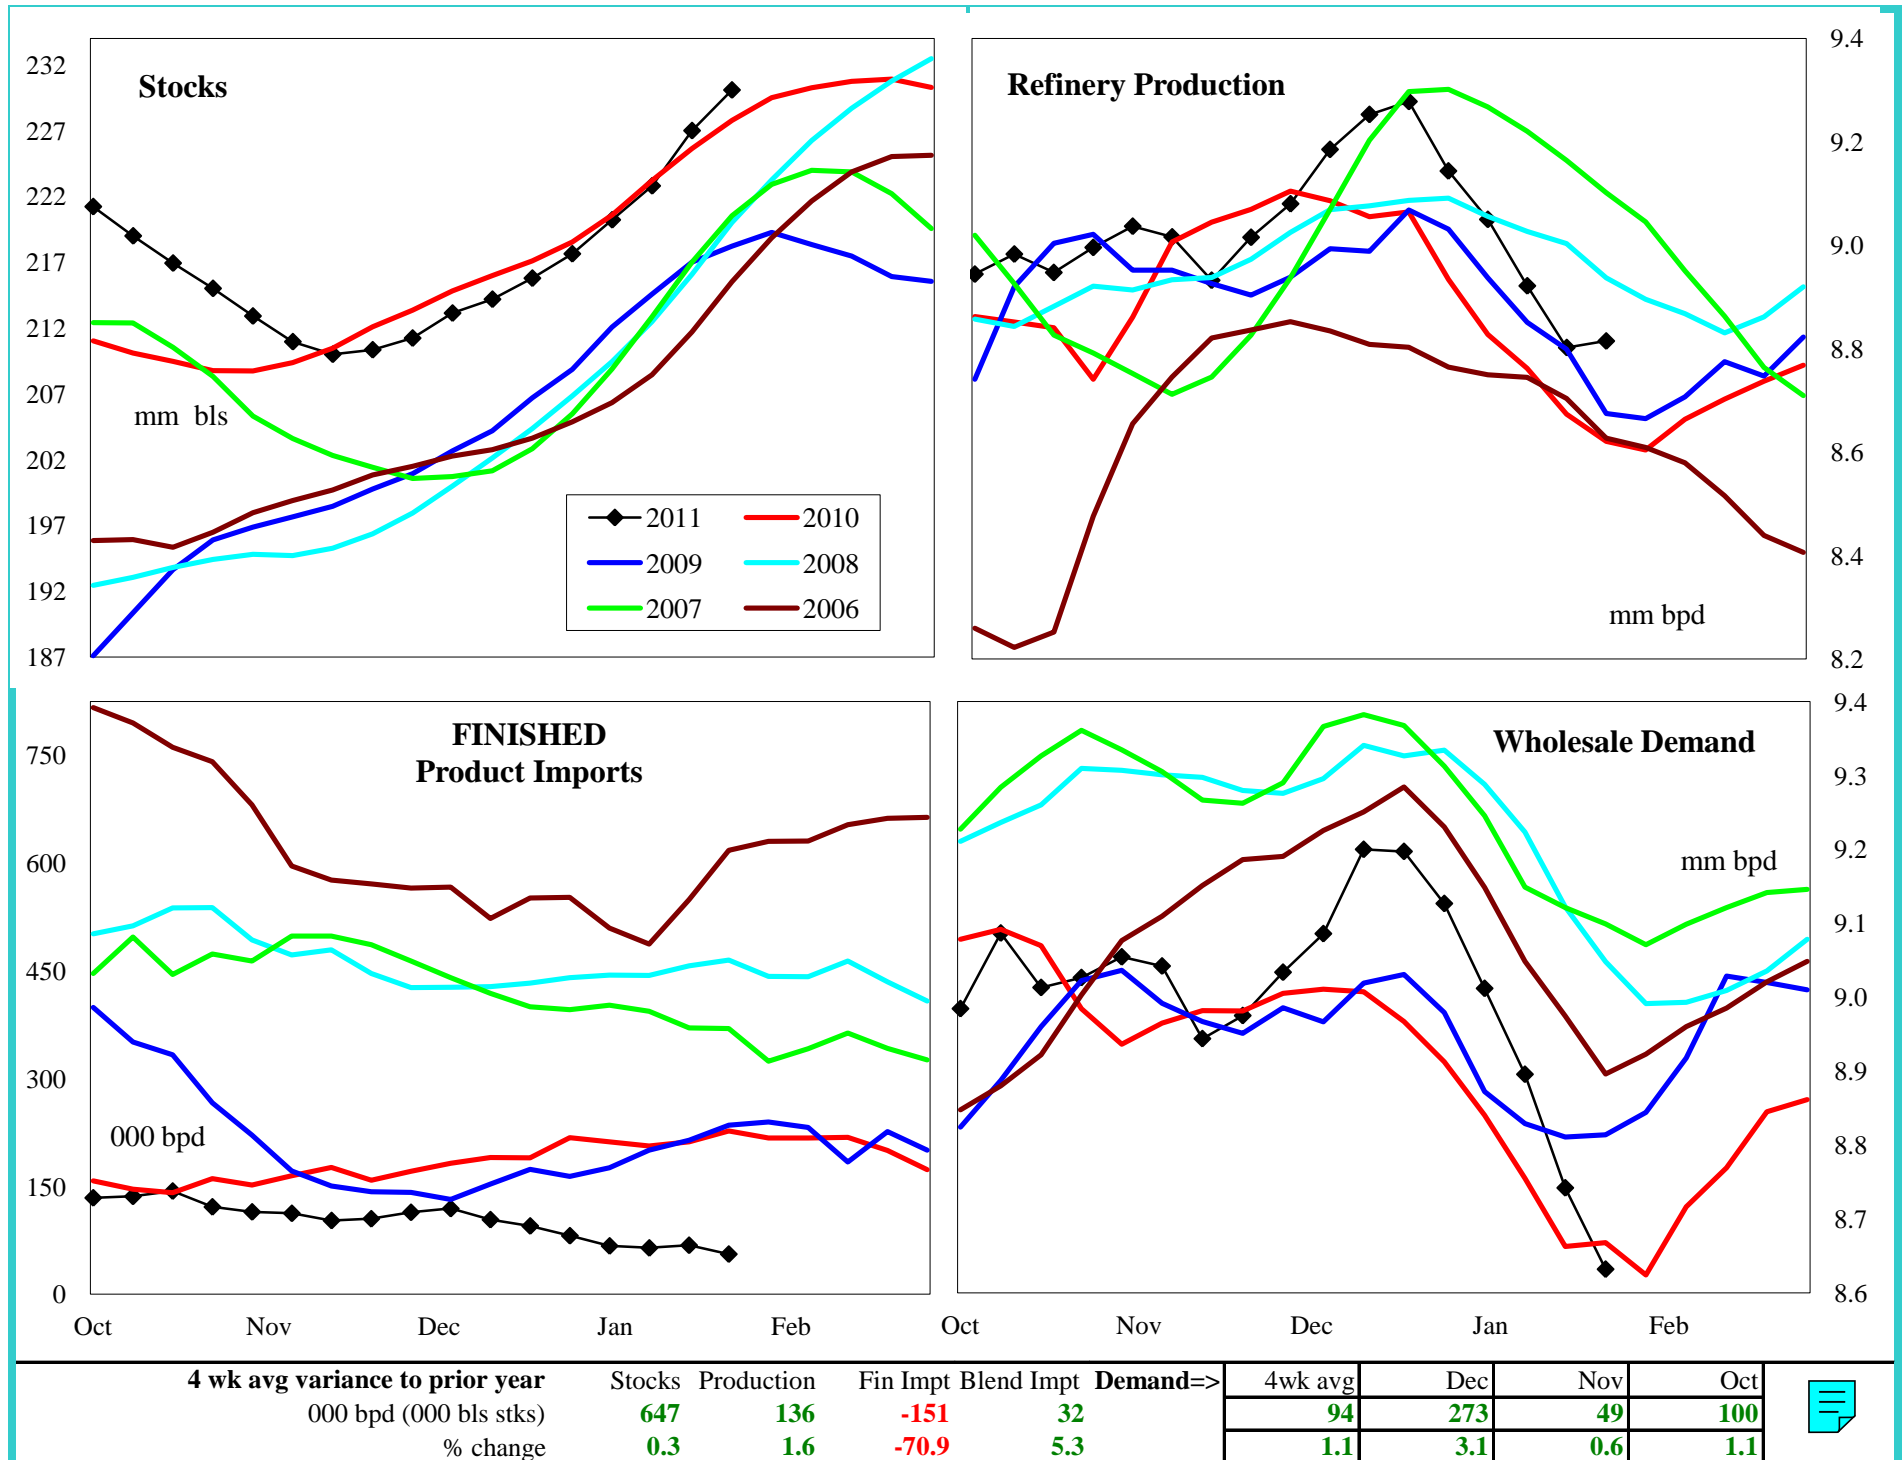 Stocks
232
227
222
217
212
207
202
197
192
187
mm bls
2011 2010
2009 2008
2007 2006
Refinery Production
9.4
9.2
9.0
8.8
8.6
8.4
8.2
mm bpd
FINISHED
Product Imports
750
600
450
300
150
0
000 bpd
Oct Nov Dec Jan Feb
Wholesale Demand
9.4
9.3
9.2
9.1
9.0
8.9
8.8
8.7
8.6
mm bpd
Oct Nov Dec Jan Feb
4 wk avg variance to prior year Stocks Production Fin Impt Blend Impt Demand=> 4wk avg Dec Nov Oct
000 bpd (000 bls stks) 647 136 -151 32 94 273 49 100
% change 0.3 1.6 -70.9 5.3 1.1 3.1 0.6 1.1